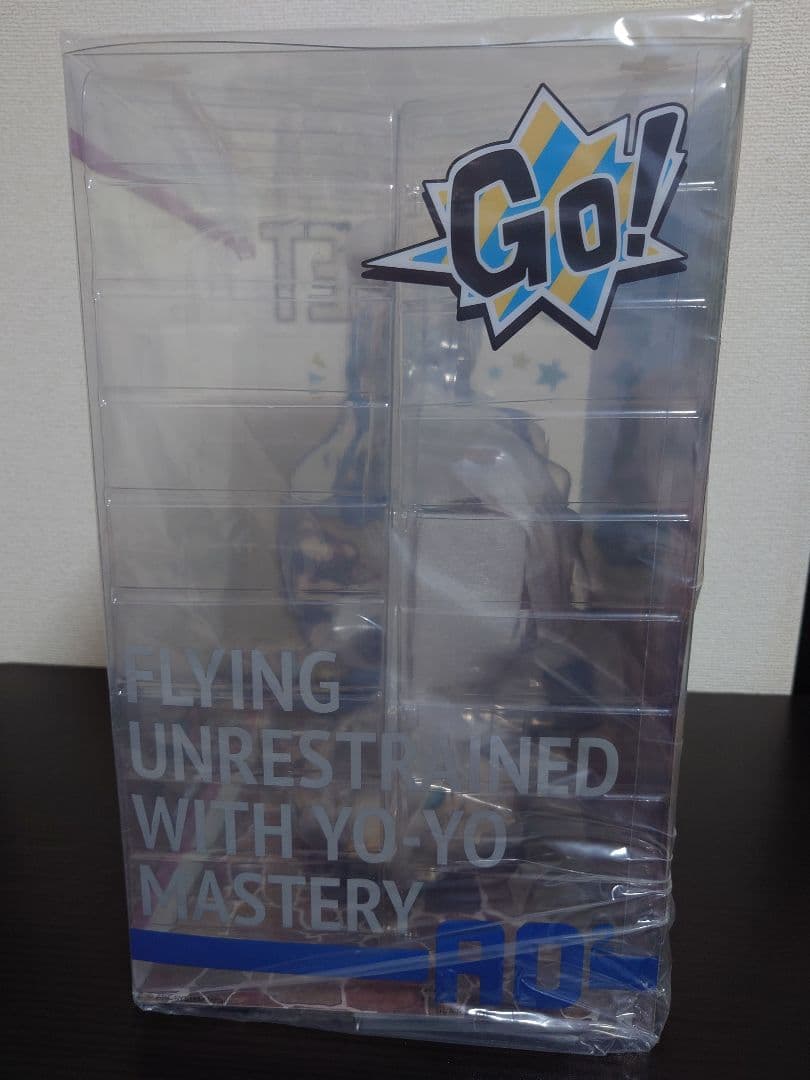 Go!
FLYING
UNRESTRAINED
WITH YO-YO
MASTERY